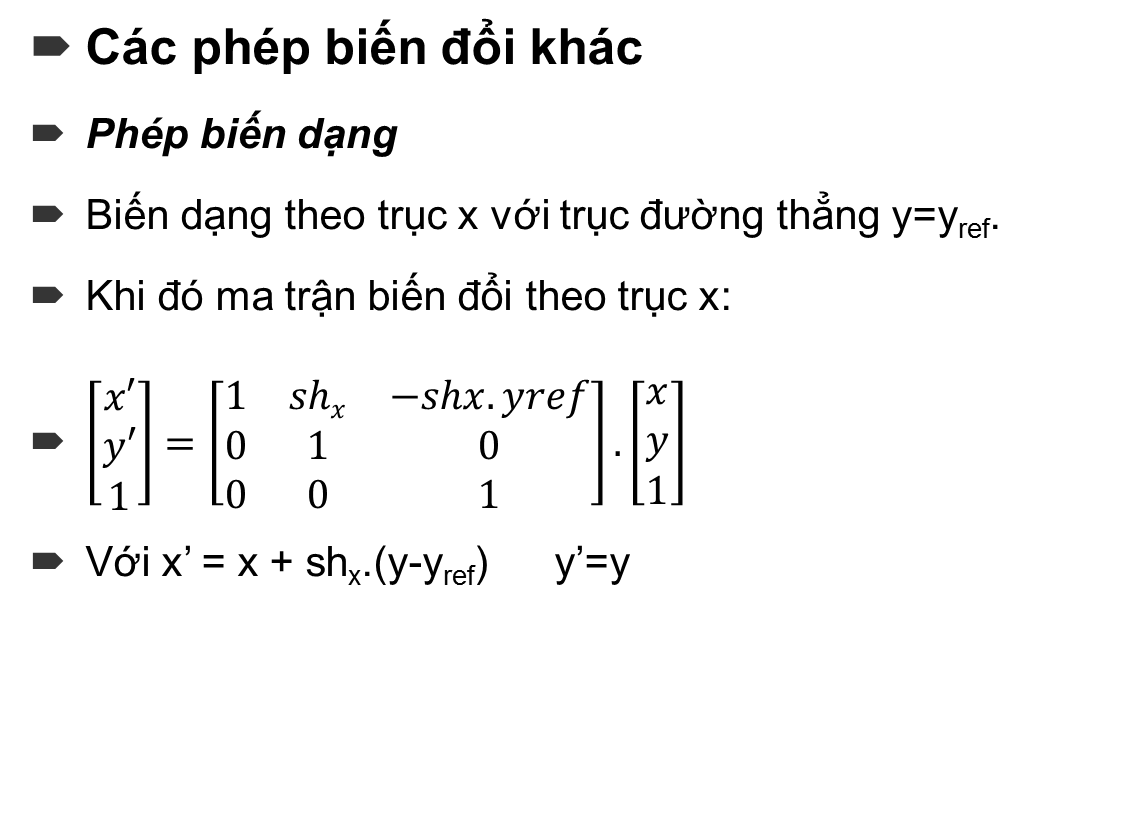 Các phép biến đổi khác
Phép biến dạng
Biến dạng theo trục x với trục đường thẳng y=yref.
Khi đó ma trận biến đổi theo trục x:
[x′ y′ 1] = [1 shx −shx.yref 0 1 0 0 0 1] . [x y 1]
Với x’ = x + shx.(y-yref) y’=y